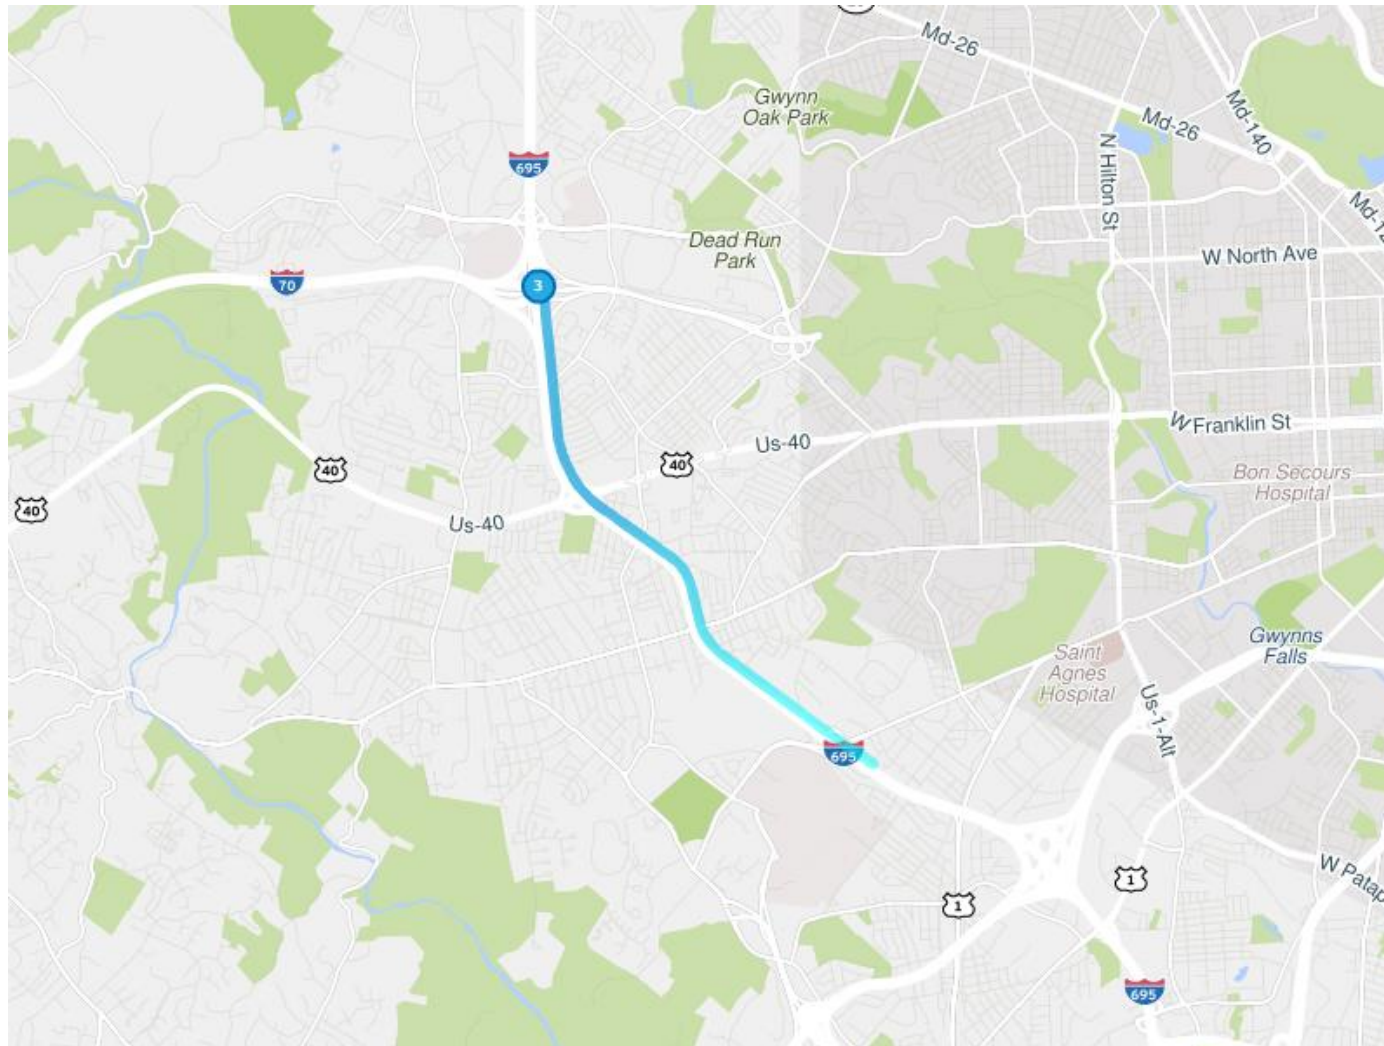 Md-26
Gwynn
Oak Park
Md-26
Md-140
N Hilton St
695
Md-12
Dead Run
Park
W North Ave
70
3
W Franklin St
Us-40
40
40
Bon Secours
Hospital
40
Us-40
Gwynns
Falls
Saint
Agnes
Hospital
Us-1-Alt
695
W Patap
1
1
695